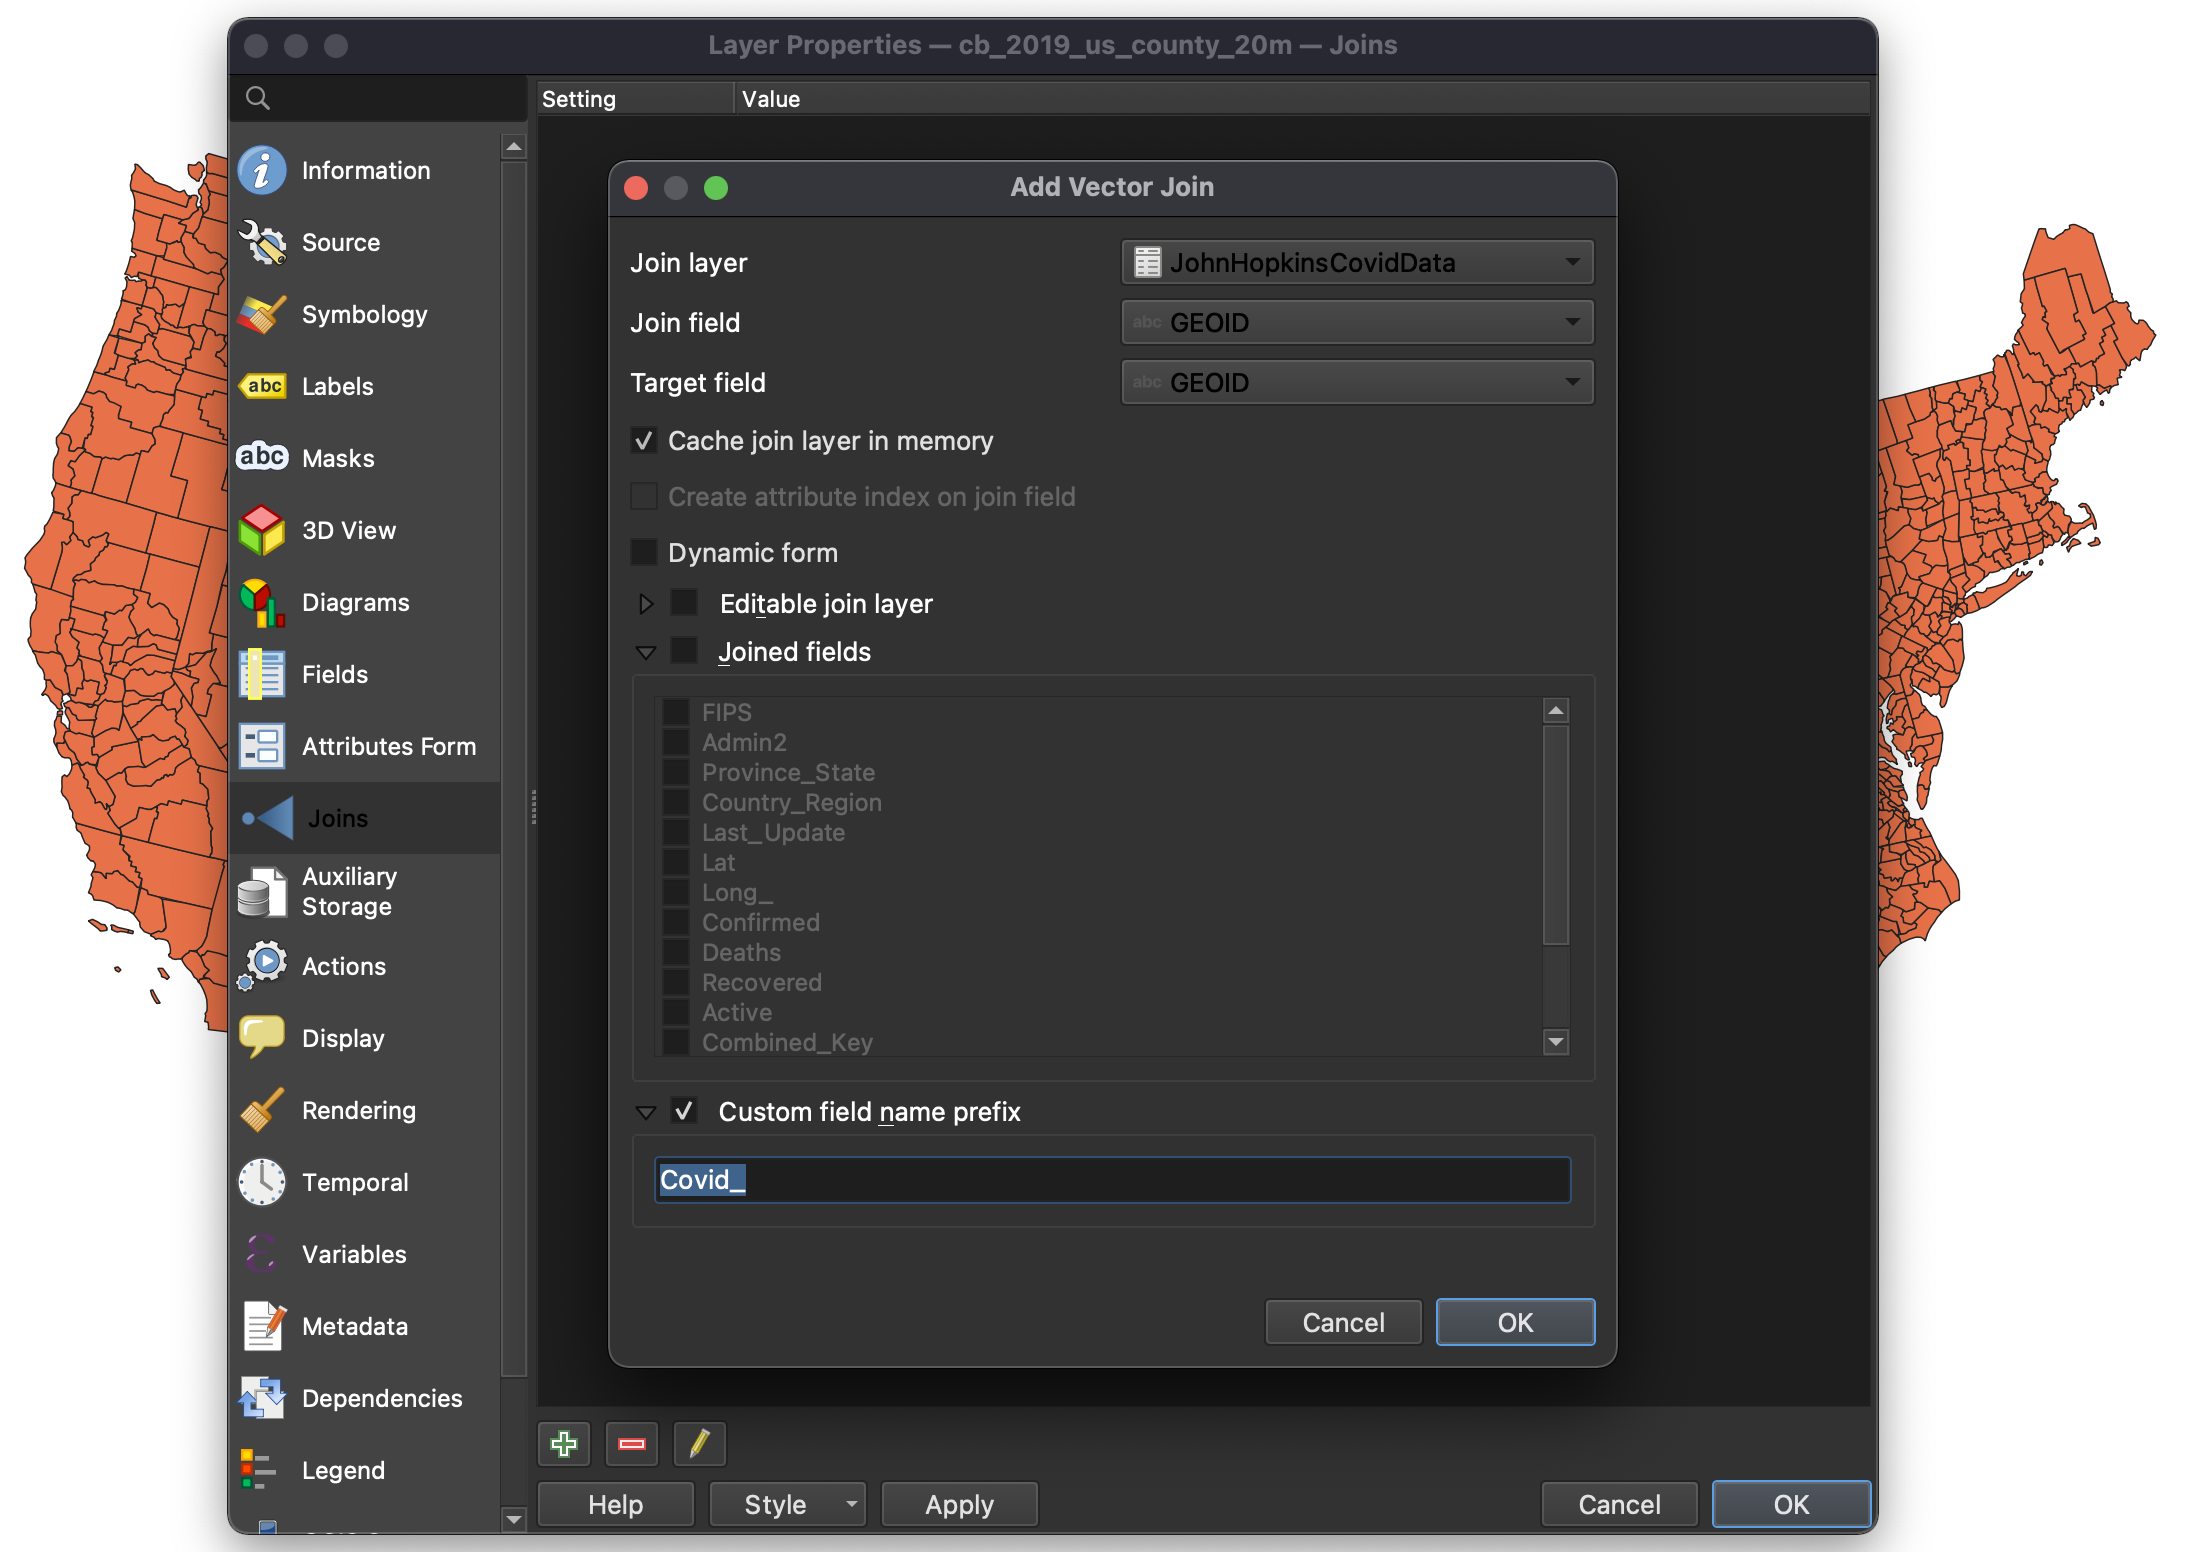 Layer Properties — cb_2019_us_county_20m — Joins
Setting
Value
Information
Source
Symbology
abc
Labels
abc
Masks
3D View
Diagrams
Fields
Attributes Form
Joins
Auxiliary
Storage
Actions
Display
Rendering
Temporal
Variables
Metadata
Dependencies
Legend
Add Vector Join
Join layer
JohnHopkinsCovidData
Join field
abc GEOID
Target field
abc GEOID
Cache join layer in memory
Create attribute index on join field
Dynamic form
Editable join layer
Joined fields
FIPS
Admin2
Province_State
Country_Region
Last_Update
Lat
Long_
Confirmed
Deaths
Recovered
Active
Combined_Key
Custom field name prefix
Covid_
Cancel
OK
Help
Style
Apply
Cancel
OK